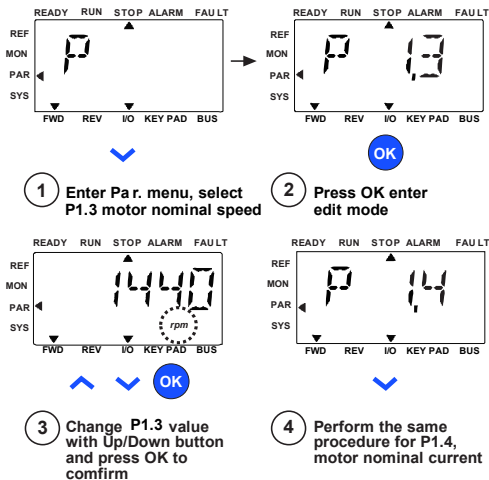 READY RUN STOP ALARM FAULT
REF
MON
PAR
SYS
P
FWD REV I/O KEYPAD BUS
READY RUN STOP ALARM FAULT
REF
MON
PAR
SYS
P 1,3
FWD REV I/O KEYPAD BUS
OK
1 Enter Par. menu, select
P1.3 motor nominal speed
2 Press OK enter
edit mode
READY RUN STOP ALARM FAULT
REF
MON
PAR
SYS
1440
rpm
FWD REV I/O KEYPAD BUS
OK
READY RUN STOP ALARM FAULT
REF
MON
PAR
SYS
P 1,4
FWD REV I/O KEYPAD BUS
3 Change P1.3 value
with Up/Down button
and press OK to
comfirm
4 Perform the same
procedure for P1.4,
motor nominal current